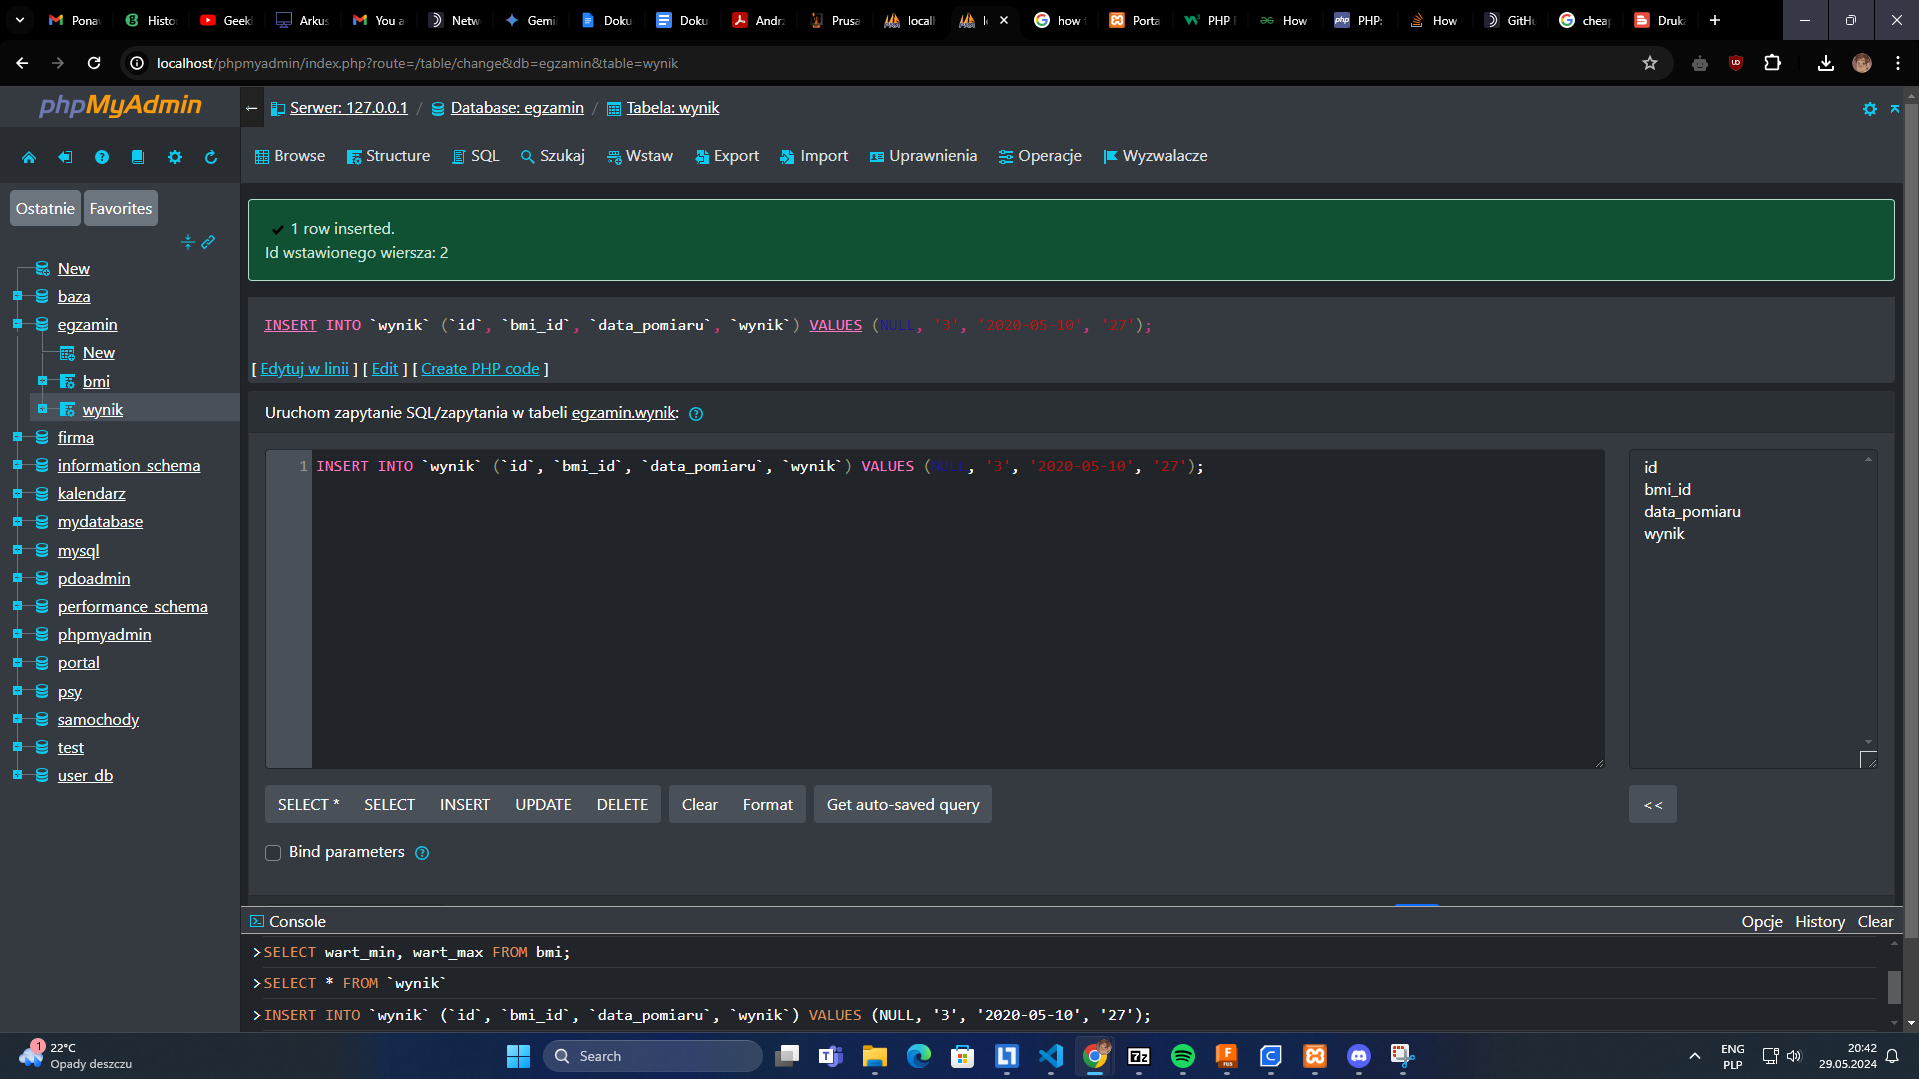 Pona
Histo
Geek
Arkus
You a
Netw
Gemi
Doku
Doku
Andr
Prusa
locall
how
Porta
PHP
How
PHP:
How
GitH
cheap
Druk
localhost/phpmyadmin/index.php?route=/table/change&db=egzamin&table=wynik
phpMyAdmin
Serwer: 127.0.0.1 / Database: egzamin / Tabela: wynik
Browse Structure SQL Szukaj Wstaw Export Import Uprawnienia Operacje Wyzwalacze
Ostatnie Favorites
New
baza
egzamin
New
bmi
wynik
firma
information_schema
kalendarz
mydatabase
mysql
pdoadmin
performance_schema
phpmyadmin
portal
psy
samochody
test
user_db
1 row inserted.
Id wstawionego wiersza: 2
INSERT INTO `wynik` (`id`, `bmi_id`, `data_pomiaru`, `wynik`) VALUES (NULL, '3', '2020-05-10', '27');
[ Edytuj w linii ] [ Edit ] [ Create PHP code ]
Uruchom zapytanie SQL/zapytania w tabeli egzamin.wynik:
1 INSERT INTO `wynik` (`id`, `bmi_id`, `data_pomiaru`, `wynik`) VALUES (NULL, '3', '2020-05-10', '27');
id
bmi_id
data_pomiaru
wynik
SELECT * SELECT INSERT UPDATE DELETE Clear Format Get auto-saved query <<
Bind parameters
Console Opcje History Clear
>SELECT wart_min, wart_max FROM bmi;
>SELECT * FROM `wynik`
>INSERT INTO `wynik` (`id`, `bmi_id`, `data_pomiaru`, `wynik`) VALUES (NULL, '3', '2020-05-10', '27');
1
22°C
Opady deszczu
Search
ENG
PLP
20:42
29.05.2024